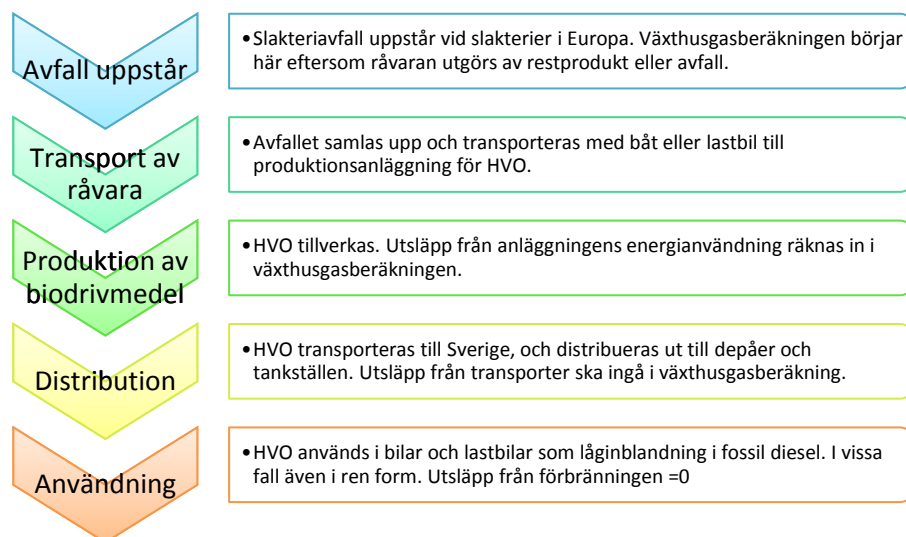 Avfall uppstår
•Slakteriavfall uppstår vid slakterier i Europa. Växthusgasberäkningen börjar
här eftersom råvaran utgörs av restprodukt eller avfall.
Transport av
råvara
•Avfallet samlas upp och transporteras med båt eller lastbil till
produktionsanläggning för HVO.
Produktion av
biodrivmedel
•HVO tillverkas. Utsläpp från anläggningens energianvändning räknas in i
växthusgasberäkningen.
Distribution
•HVO transporteras till Sverige, och distribueras ut till depåer och
tankställen. Utsläpp från transporter ska ingå i växthusgasberäkning.
Användning
•HVO används i bilar och lastbilar som låginblandning i fossil diesel. I vissa
fall även i ren form. Utsläpp från förbränningen =0